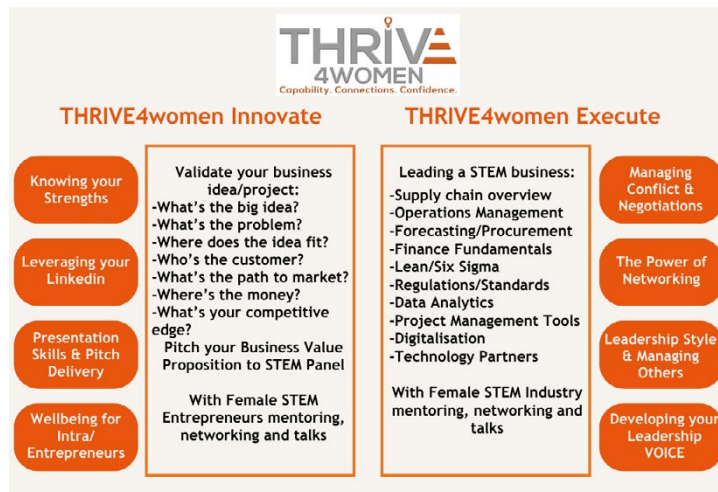 THRIVE
4WOMEN
Capability. Connections. Confidence.
THRIVE4women Innovate
Knowing your
Strengths
Leveraging your
Linkedin
Presentation
Skills & Pitch
Delivery
Wellbeing for
Intra/
Entrepreneurs
Validate your business
idea/project:
-What's the big idea?
-What's the problem?
-Where does the idea fit?
-Who's the customer?
-What's the path to market?
-Where's the money?
-What's your competitive
edge?
Pitch your Business Value
Proposition to STEM Panel
With Female STEM
Entrepreneurs mentoring,
networking and talks
THRIVE4women Execute
Leading a STEM business:
-Supply chain overview
-Operations Management
-Forecasting/Procurement
-Finance Fundamentals
-Lean/Six Sigma
-Regulations/Standards
-Data Analytics
-Project Management Tools
-Digitalisation
-Technology Partners
With Female STEM Industry
mentoring, networking and
talks
Managing
Conflict &
Negotiations
The Power of
Networking
Leadership Style
& Managing
Others
Developing your
Leadership
VOICE